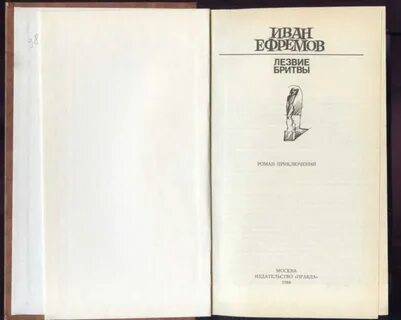 ИВАН
ЕФРЕМОВ
ЛЕЗВИЕ
БРИТВЫ
РОМАН ПРИКЛЮЧЕНИЙ
МОСКВА
ИЗДАТЕЛЬСТВО «ПРАВДА»